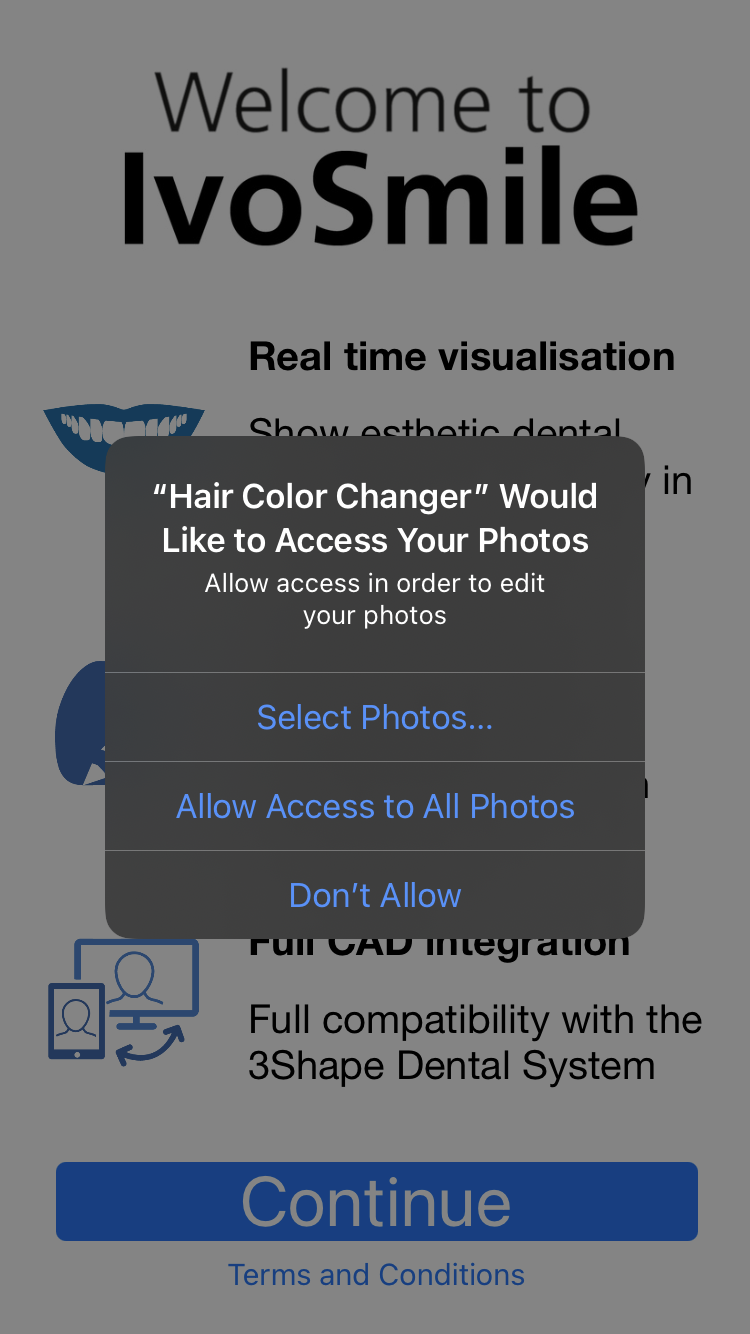 Welcome to
IvoSmile
Real time visualisation
Show esthetic dental
in
“Hair Color Changer” Would
Like to Access Your Photos
Allow access in order to edit
your photos
Select Photos...
Allow Access to All Photos
Don’t Allow
Full CAD integration
Full compatibility with the
3Shape Dental System
Continue
Terms and Conditions